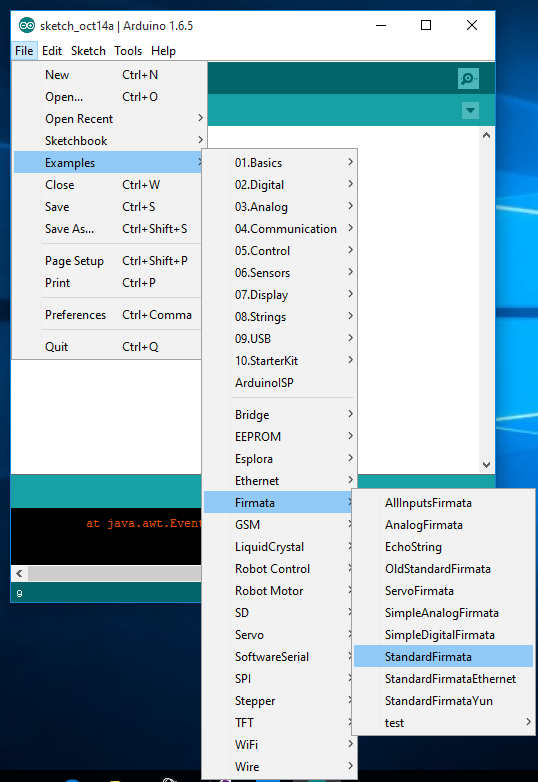 sketch_oct14a | Arduino 1.6.5
File Edit Sketch Tools Help
New Ctrl+N
Open... Ctrl+O
Open Recent
Sketchbook
Examples
Close Ctrl+W
Save Ctrl+S
Save As... Ctrl+Shift+S
Page Setup Ctrl+Shift+P
Print Ctrl+P
Preferences Ctrl+Comma
Quit Ctrl+Q
01.Basics
02.Digital
03.Analog
04.Communication
05.Control
06.Sensors
07.Display
08.Strings
09.USB
10.StarterKit
ArduinoISP
Bridge
EEPROM
Esplora
Ethernet
Firmata
GSM
LiquidCrystal
Robot Control
Robot Motor
SD
Servo
SoftwareSerial
SPI
Stepper
TFT
WiFi
Wire
AllInputsFirmata
AnalogFirmata
EchoString
OldStandardFirmata
ServoFirmata
SimpleAnalogFirmata
SimpleDigitalFirmata
StandardFirmata
StandardFirmataEthernet
StandardFirmataYun
test
at java.awt.Event
9